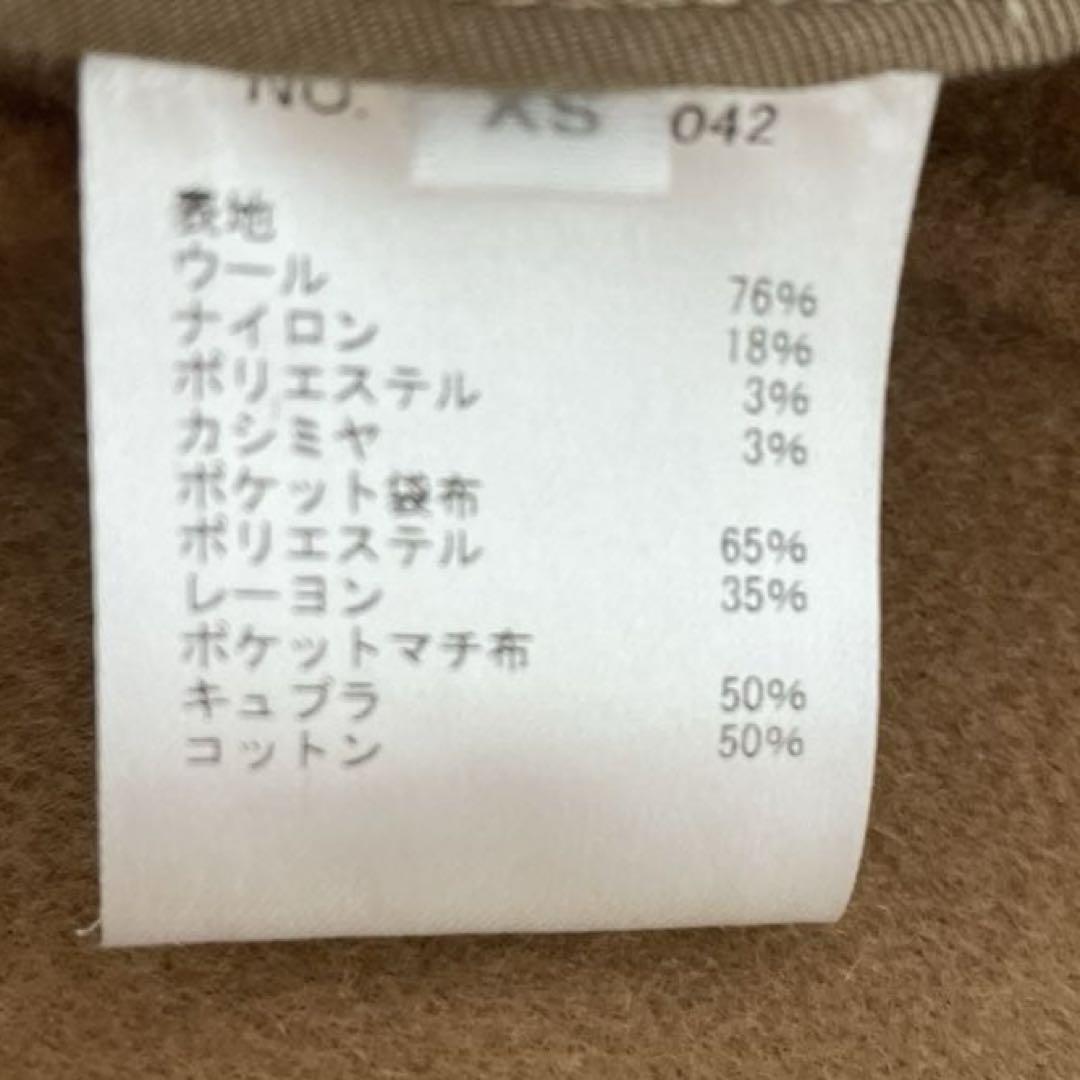 NO. XS 042
表地
ウール 76%
ナイロン 18%
ポリエステル 3%
カシミヤ 3%
ポケット袋布
ポリエステル 65%
レーヨン 35%
ポケットマチ布
キュプラ 50%
コットン 50%